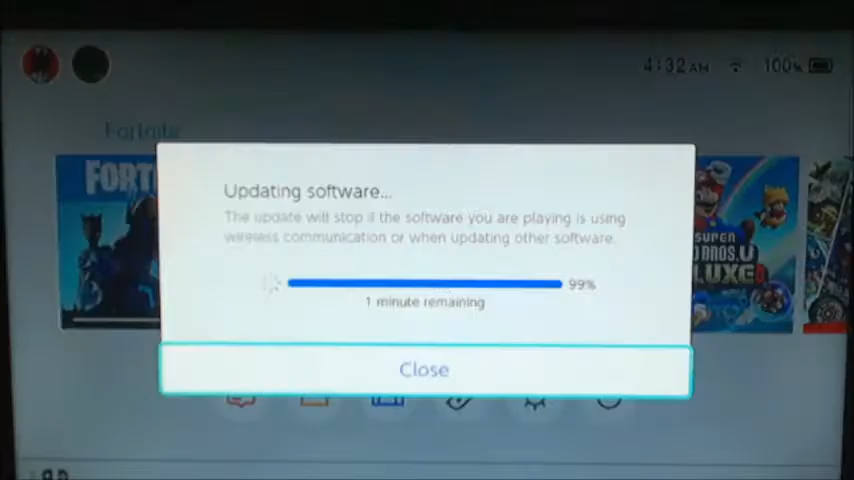 4:32 AM 100%
Fortnite
FORT
Updating software...
The update will stop if the software you are playing is using
wireless communication or when updating other software.
99%
1 minute remaining
SUPER
BROS.U
LUXE
Close